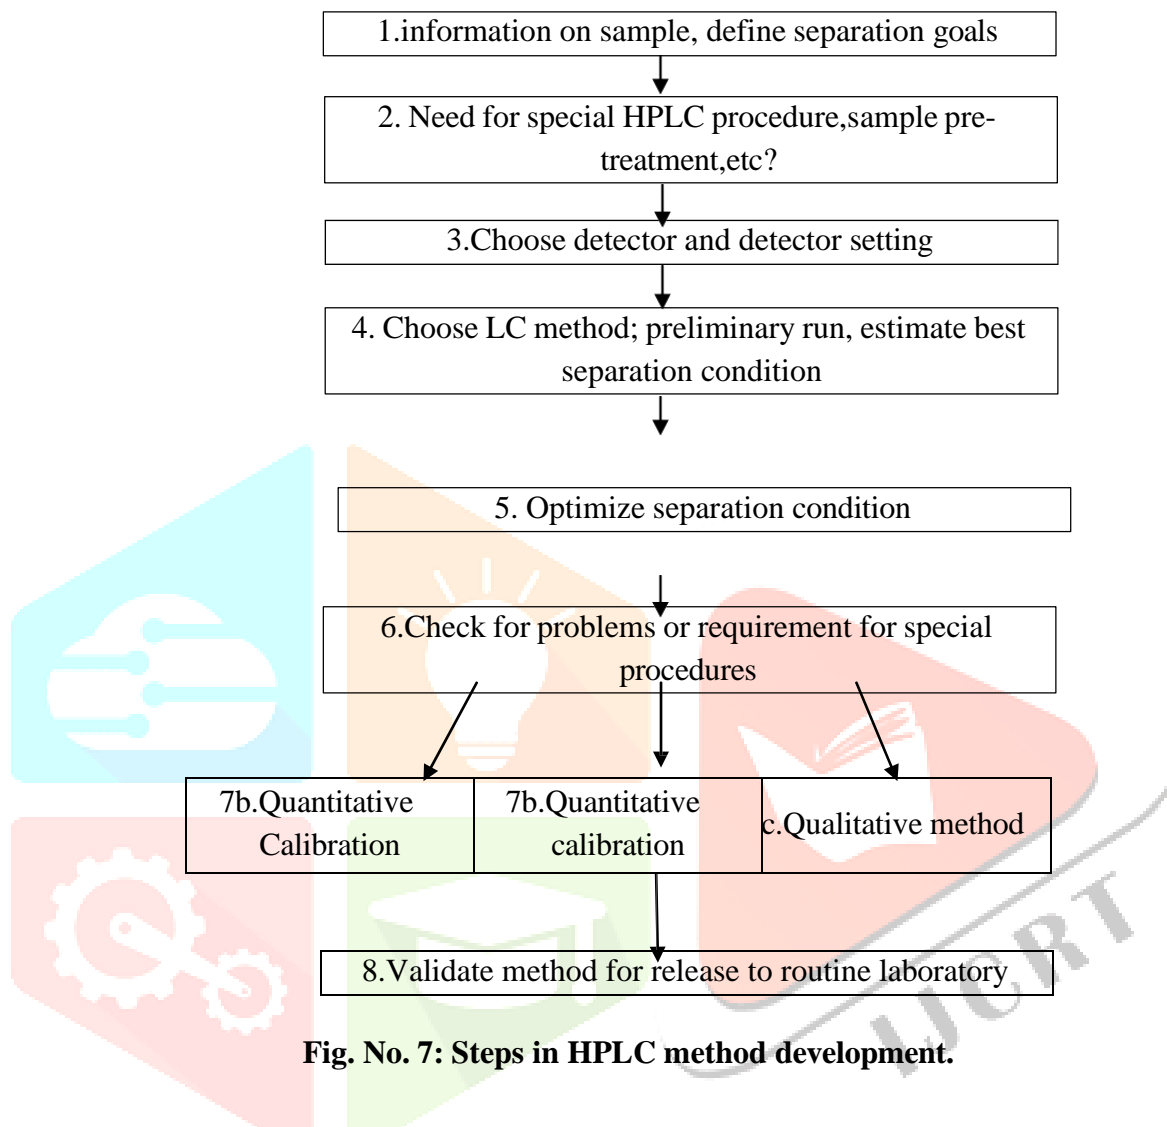 1.information on sample, define separation goals
2. Need for special HPLC procedure,sample pre-
treatment,etc?
3.Choose detector and detector setting
4. Choose LC method; preliminary run, estimate best
separation condition
5. Optimize separation condition
6.Check for problems or requirement for special
procedures
7b.Quantitative
Calibration
7b.Quantitative
calibration
c.Qualitative method
8.Validate method for release to routine laboratory
IJCRT
Fig. No. 7: Steps in HPLC method development.